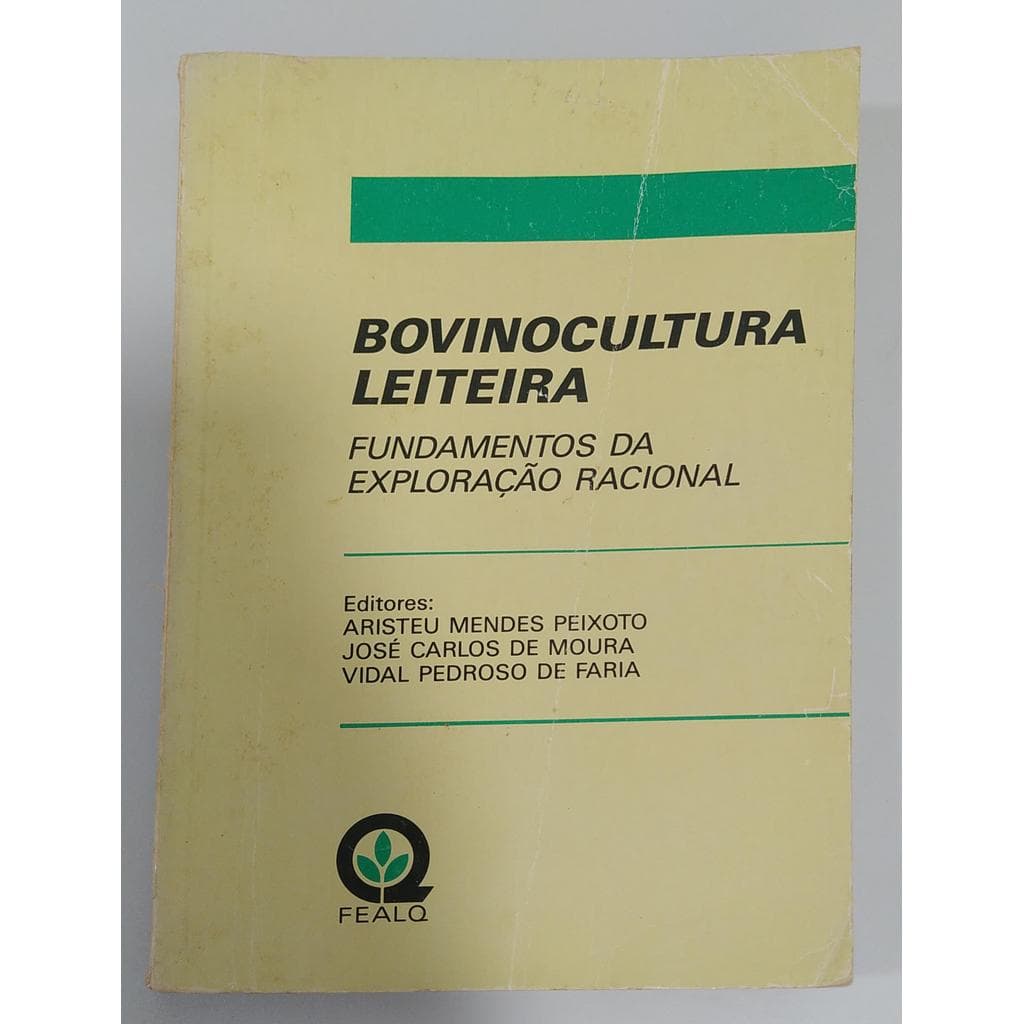 BOVINOCULTURA
LEITEIRA
FUNDAMENTOS DA
EXPLORAÇÃO RACIONAL
Editores:
ARISTEU MENDES PEIXOTO
JOSÉ CARLOS DE MOURA
VIDAL PEDROSO DE FARIA
FEALQ